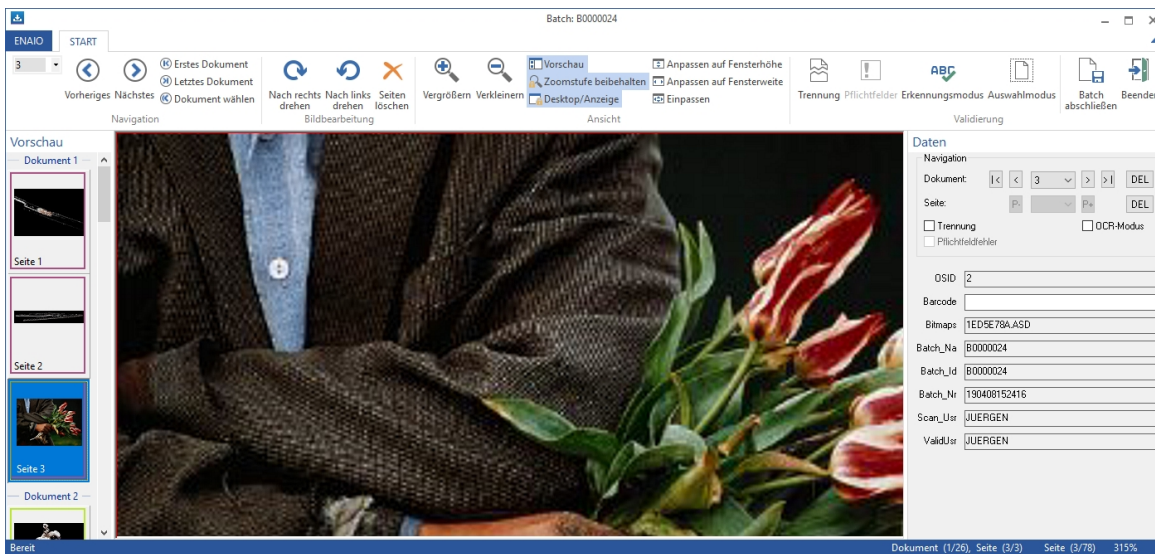 Batch: B0000024
ENAIO START
3
Vorheriges Nächstes
Erstes Dokument
Letztes Dokument
Dokument wählen
Navigation
Nach rechts drehen
Nach links drehen
Seiten löschen
Bildbearbeitung
Vergrößern Verkleinern
Vorschau
Zoomstufe beibehalten
Desktop/Anzeige
Anpassen auf Fensterhöhe
Anpassen auf Fensterweite
Einpassen
Ansicht
Trennung
Pflichtfelder
ABC
Erkennungsmodus
Auswahlmodus
Batch abschließen
Beenden
Validierung
Vorschau
Dokument 1
Seite 1
Seite 2
Seite 3
Dokument 2
Daten
Navigation
Dokument: |< < 3 > >| DEL
Seite: P- P+ DEL
Trennung OCR-Modus
Pflichtfeldfehler
OSID 2
Barcode
Bitmaps 1ED5E78A.ASD
Batch_Na B0000024
Batch_Id B0000024
Batch_Nr 190408152416
Scan_Usr JUERGEN
ValidUsr JUERGEN
Bereit Dokument (1/26), Seite (3/3) Seite (3/78) 315%